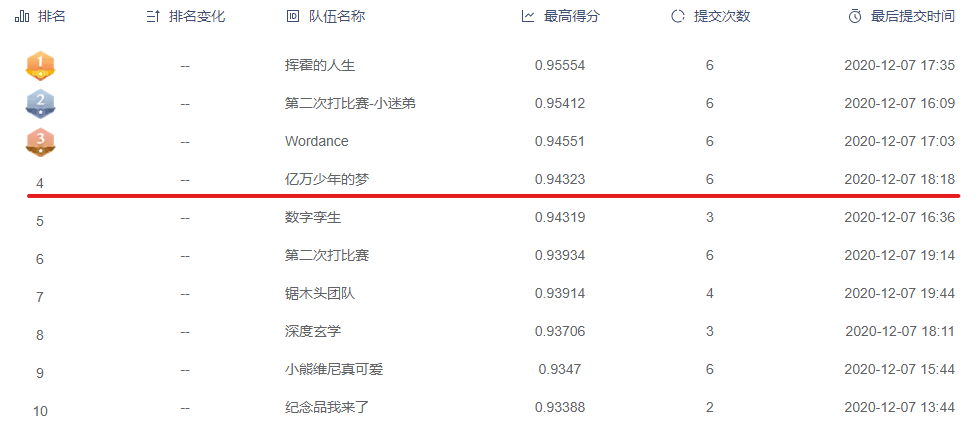 排名 排名变化 队伍名称 最高得分 提交次数 最后提交时间
1 -- 挥霍的人生 0.95554 6 2020-12-07 17:35
2 -- 第二次打比赛-小迷弟 0.95412 6 2020-12-07 16:09
3 -- Wordance 0.94551 6 2020-12-07 17:03
4 -- 亿万少年的梦 0.94323 6 2020-12-07 18:18
5 -- 数字孪生 0.94319 3 2020-12-07 16:36
6 -- 第二次打比赛 0.93934 6 2020-12-07 19:14
7 -- 锯木头团队 0.93914 4 2020-12-07 19:44
8 -- 深度玄学 0.93706 3 2020-12-07 18:11
9 -- 小熊维尼真可爱 0.9347 6 2020-12-07 15:44
10 -- 纪念品我来了 0.93388 2 2020-12-07 13:44